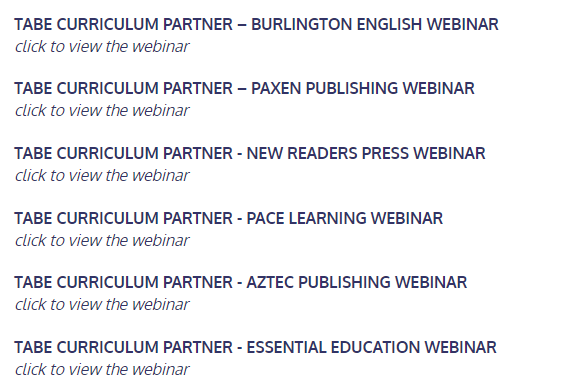 TABE CURRICULUM PARTNER – BURLINGTON ENGLISH WEBINAR
click to view the webinar
TABE CURRICULUM PARTNER – PAXEN PUBLISHING WEBINAR
click to view the webinar
TABE CURRICULUM PARTNER - NEW READERS PRESS WEBINAR
click to view the webinar
TABE CURRICULUM PARTNER - PACE LEARNING WEBINAR
click to view the webinar
TABE CURRICULUM PARTNER - AZTEC PUBLISHING WEBINAR
click to view the webinar
TABE CURRICULUM PARTNER - ESSENTIAL EDUCATION WEBINAR
click to view the webinar